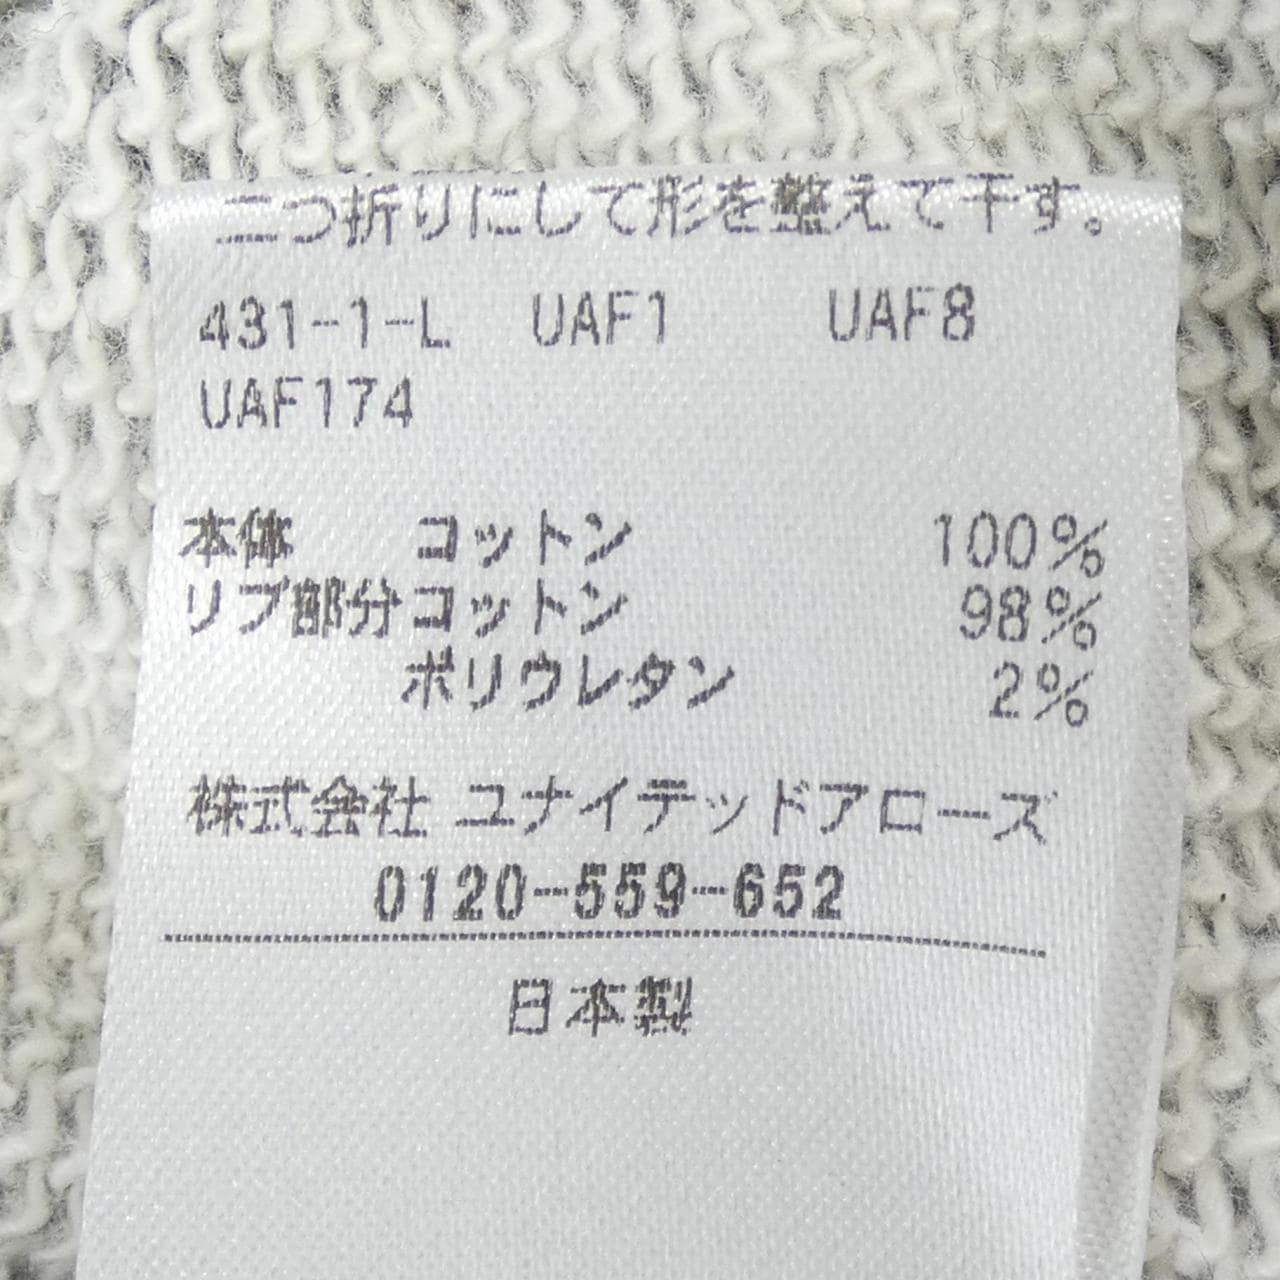 二つ折りにして形を整えて干す。
431-1-L UAF1 UAF8
UAF174
本体 コットン 100%
リブ部分コットン 98%
ポリウレタン 2%
株式会社 ユナイテッドアローズ
0120-559-652
日本製